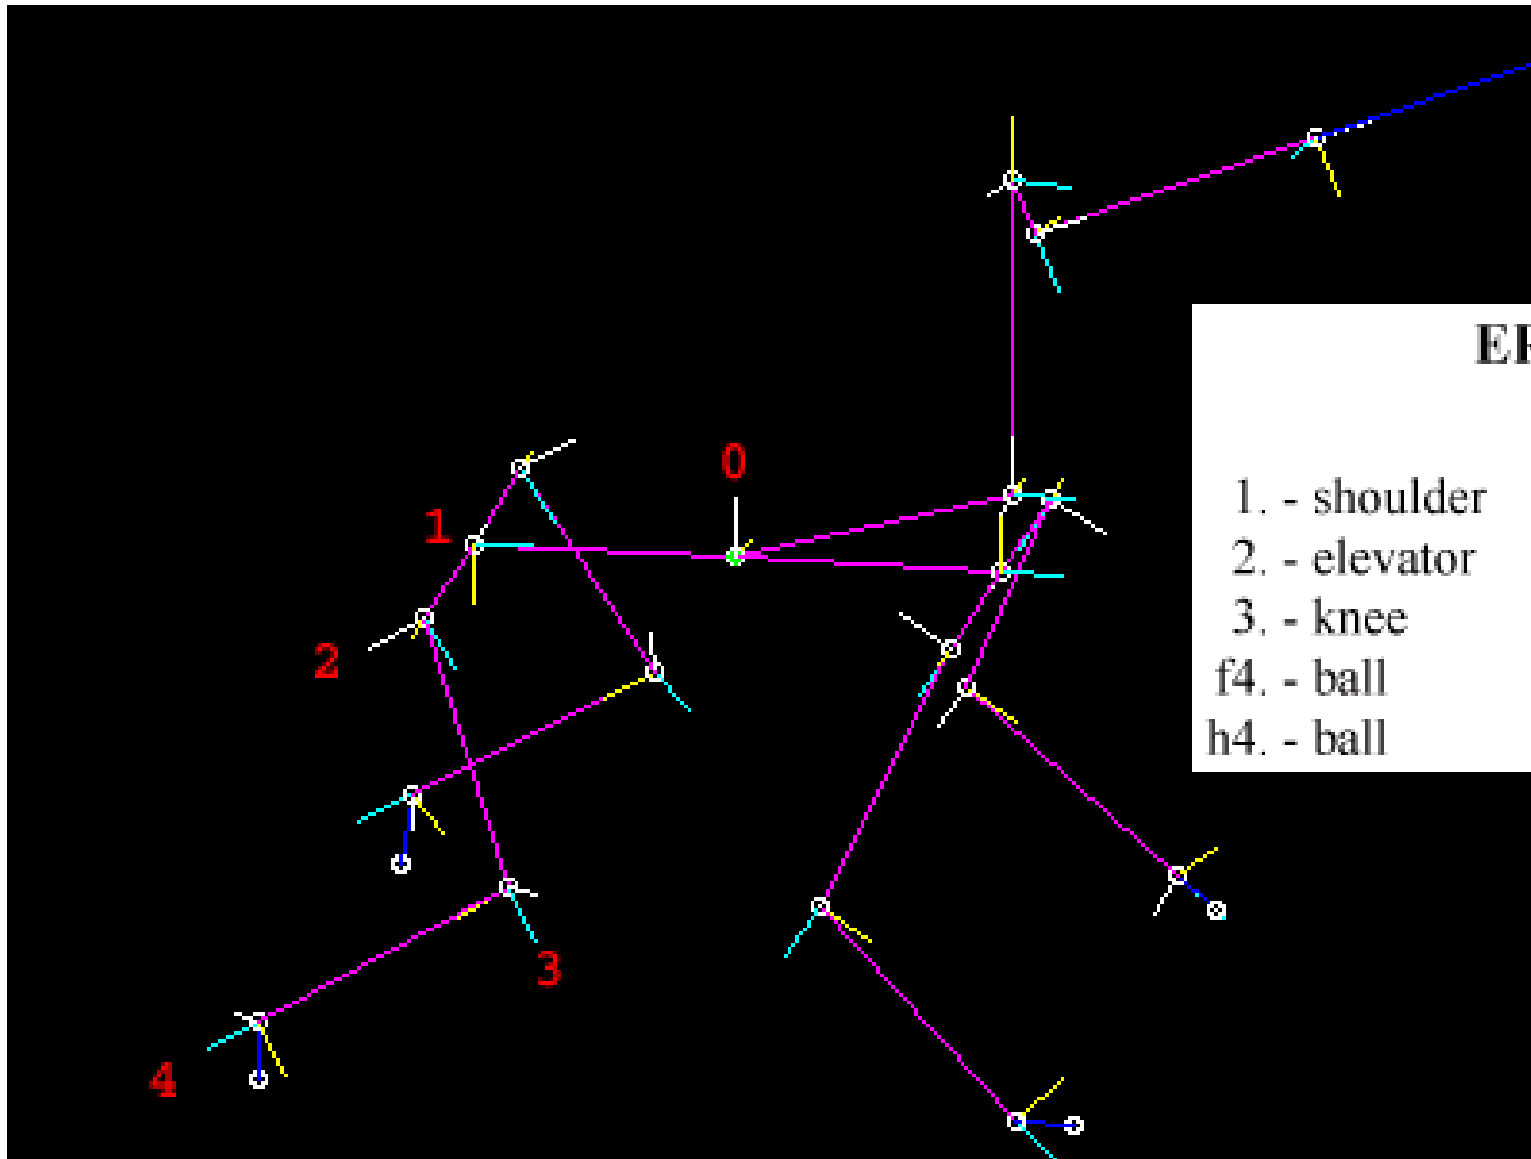 0
1
2
3
4
1. - shoulder
2. - elevator
3. - knee
f4. - ball
h4. - ball